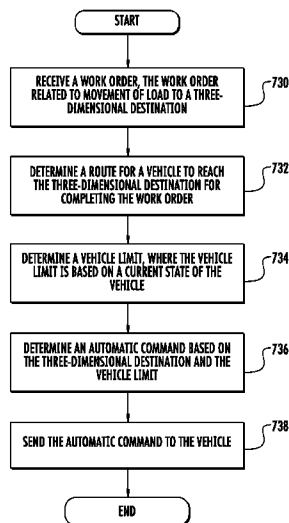 START
RECEIVE A WORK ORDER, THE WORK ORDER
RELATED TO MOVEMENT OF LOAD TO A THREE-
DIMENSIONAL DESTINATION
730
DETERMINE A ROUTE FOR A VEHICLE TO REACH
THE THREE-DIMENSIONAL DESTINATION FOR
COMPLETING THE WORK ORDER
732
DETERMINE A VEHICLE LIMIT, WHERE THE VEHICLE
LIMIT IS BASED ON A CURRENT STATE OF THE
VEHICLE
734
DETERMINE AN AUTOMATIC COMMAND BASED ON
THE THREE-DIMENSIONAL DESTINATION AND THE
VEHICLE LIMIT
736
SEND THE AUTOMATIC COMMAND TO THE VEHICLE
738
END